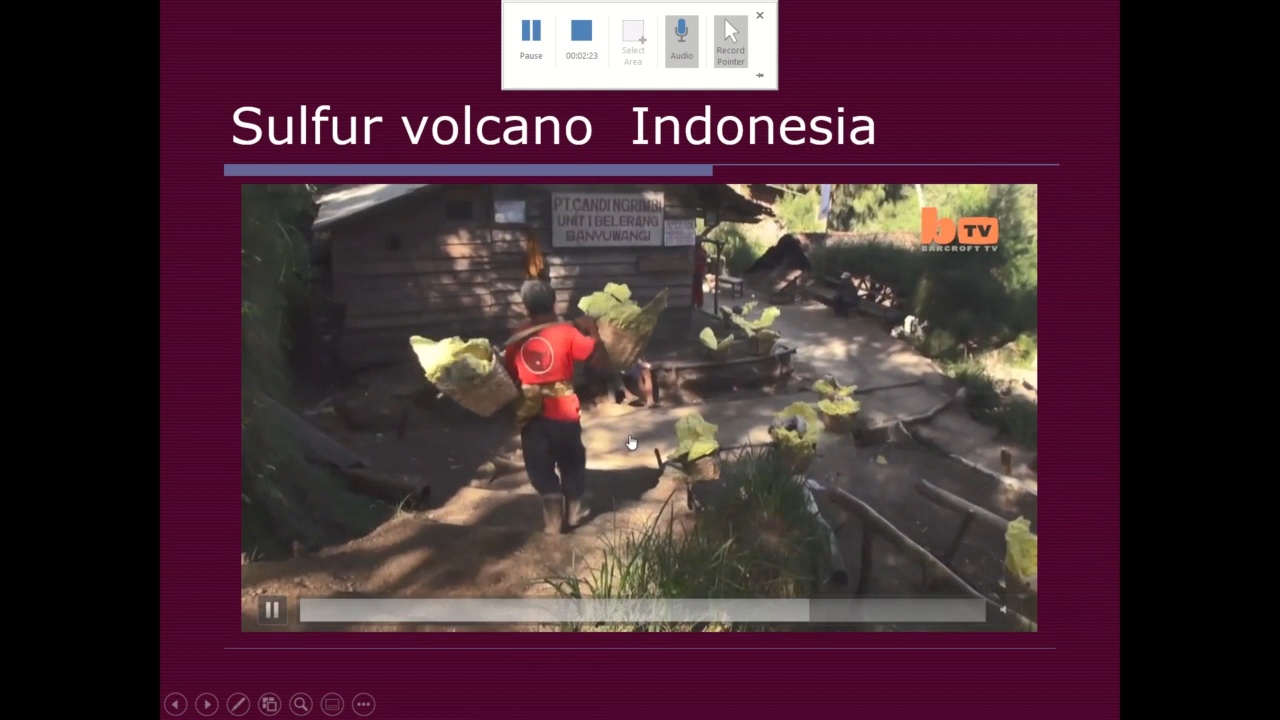 Pause
00:02:23
Select
Area
Audio
Record
Pointer
Sulfur volcano Indonesia
PT.CANDI NGRIMBI
UNIT I BELERANG
BANYUWANGI
b TV
BARCROFT TV